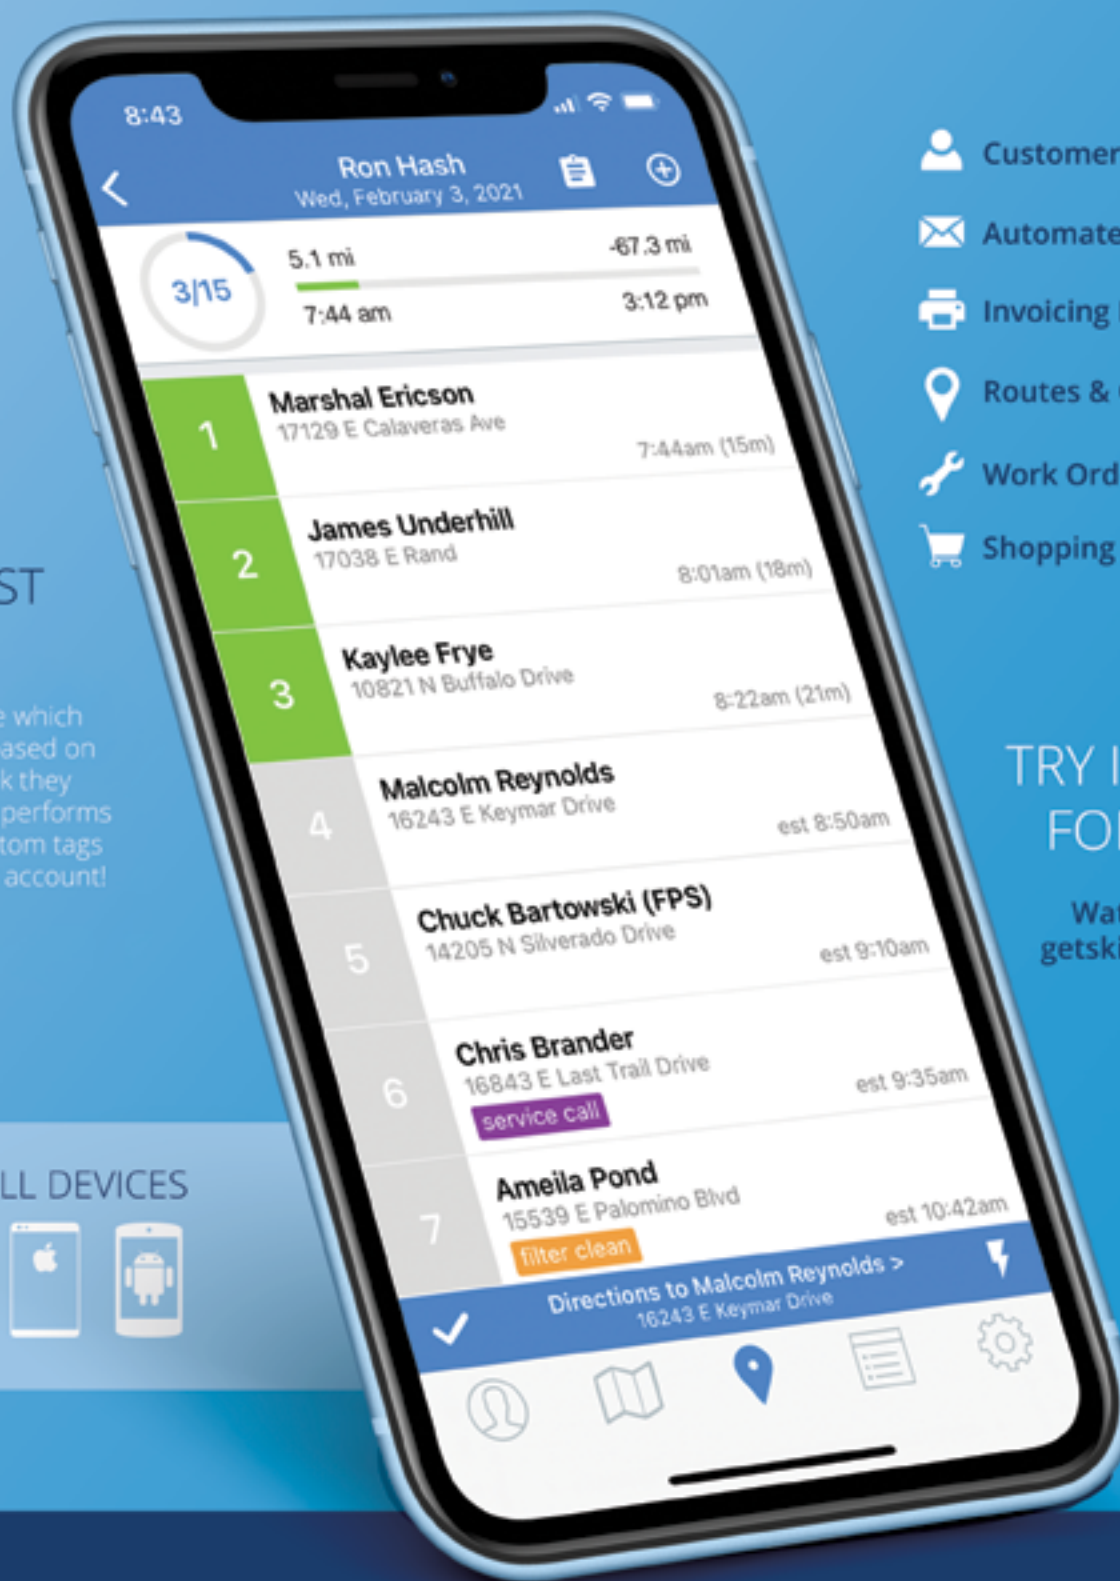 8:43
Ron Hash
Wed, February 3, 2021
3/15
5.1 mi
-67.3 mi
7:44 am
3:12 pm
1
Marshal Ericson
17129 E Calaveras Ave
7:44am (15m)
2
James Underhill
17038 E Rand
8:01am (18m)
3
Kaylee Frye
10821 N Buffalo Drive
8:22am (21m)
4
Malcolm Reynolds
16243 E Keymar Drive
est 8:50am
5
Chuck Bartowski (FPS)
14205 N Silverado Drive
est 9:10am
6
Chris Brander
16843 E Last Trail Drive
service call
est 9:35am
7
Ameila Pond
15539 E Palomino Blvd
filter clean
est 10:42am
Directions to Malcolm Reynolds >
16243 E Keymar Drive
ST
e which
ased on
k they
performs
tom tags
account!
LL DEVICES
Customer
Automate
Invoicing
Routes &
Work Ord
Shopping
TRY I
FO
Wat
getski